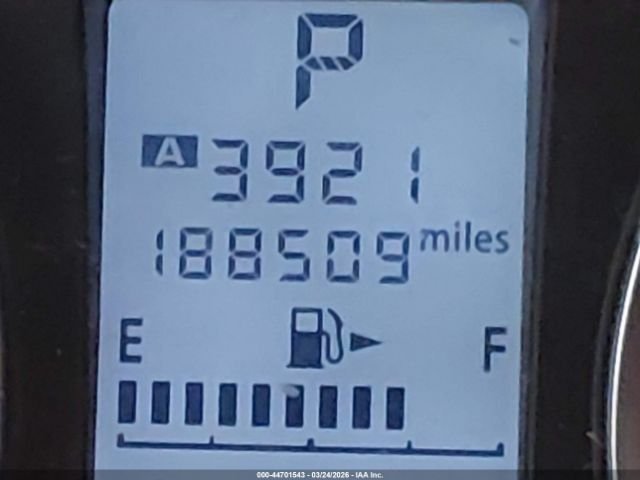 P
A 3921
188509 miles
E F
000-44701543 - 03/24/2026 - IAA Inc.